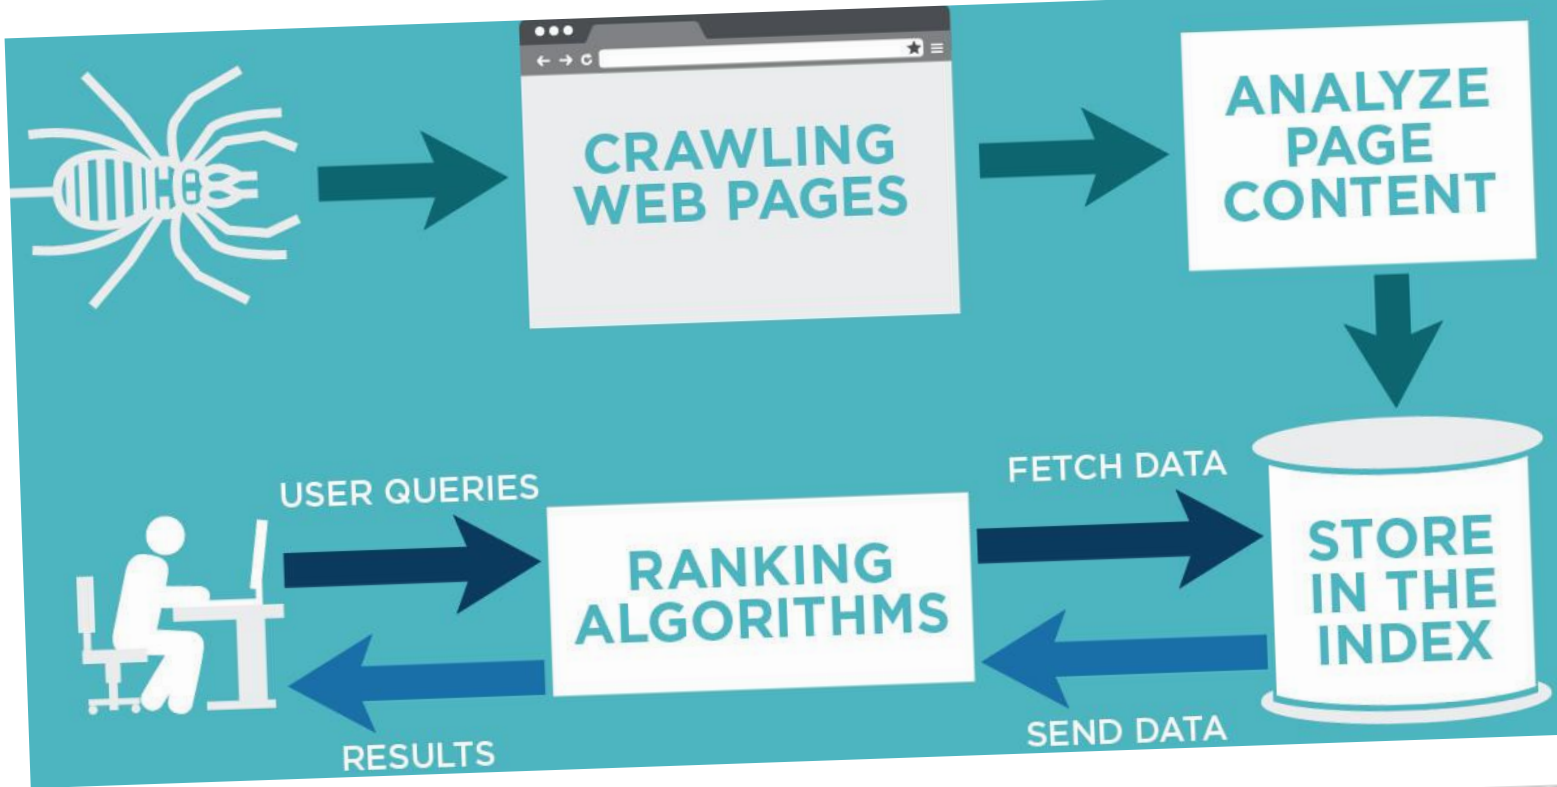 CRAWLING
WEB PAGES
ANALYZE
PAGE
CONTENT
USER QUERIES
RANKING
ALGORITHMS
FETCH DATA
STORE
IN THE
INDEX
RESULTS
SEND DATA